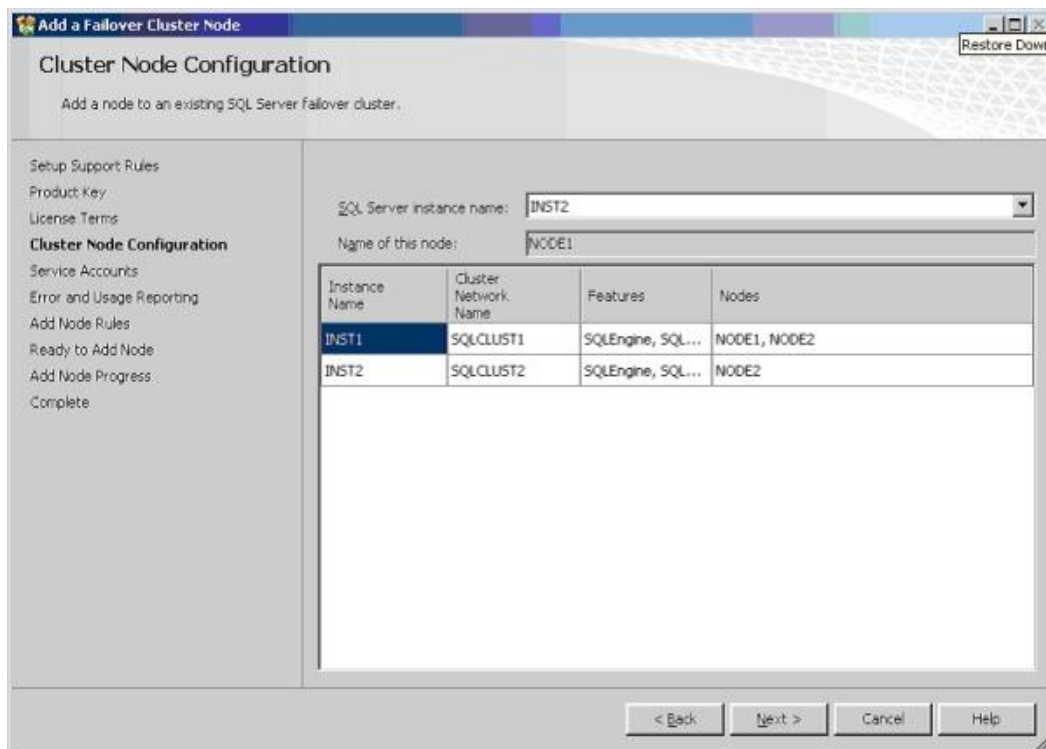 Add a Failover Cluster Node
Restore Down
Cluster Node Configuration
Add a node to an existing SQL Server failover cluster.
Setup Support Rules
Product Key
License Terms
Cluster Node Configuration
Service Accounts
Error and Usage Reporting
Add Node Rules
Ready to Add Node
Add Node Progress
Complete
SQL Server instance name: INST2
Name of this node: NODE1
Instance Name Cluster Network Name Features Nodes
INST1 SQLCLUST1 SQLEngine, SQL... NODE1, NODE2
INST2 SQLCLUST2 SQLEngine, SQL... NODE2
< Back Next > Cancel Help